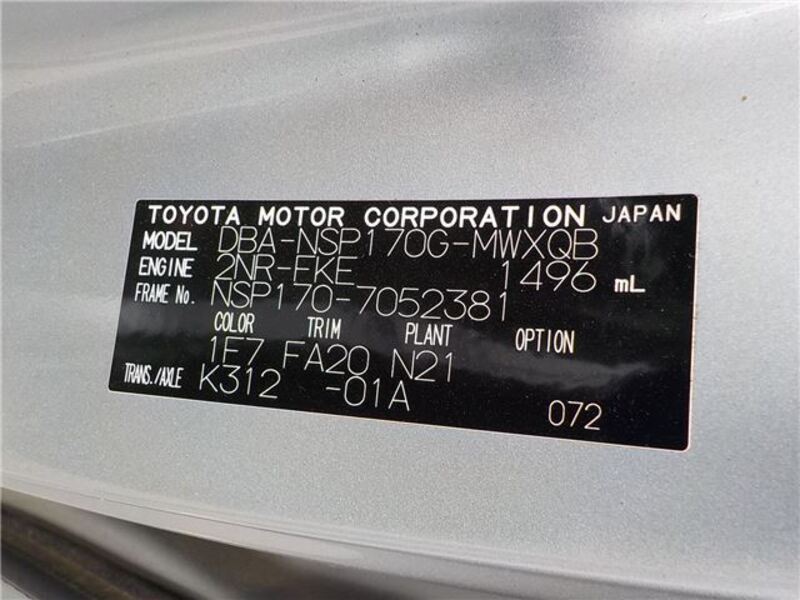 TOYOTA MOTOR CORPORATION JAPAN
MODEL DBA-NSP170G-MWXQB
ENGINE 2NR-FKE 1496 mL
FRAME No. NSP170-7052381
COLOR TRIM PLANT OPTION
1F7 FA20 N21
TRANS./AXLE K312 -01A
072